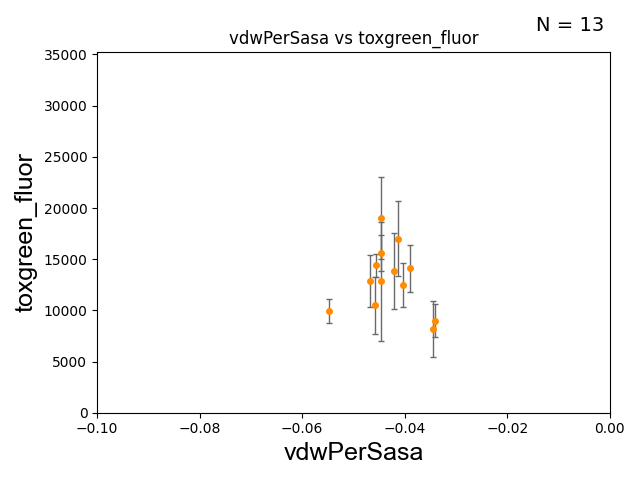 N = 13
vdwPerSasa vs toxgreen_fluor
35000
30000
25000
20000
15000
10000
5000
0
toxgreen_fluor
−0.10 −0.08 −0.06 −0.04 −0.02 0.00
vdwPerSasa